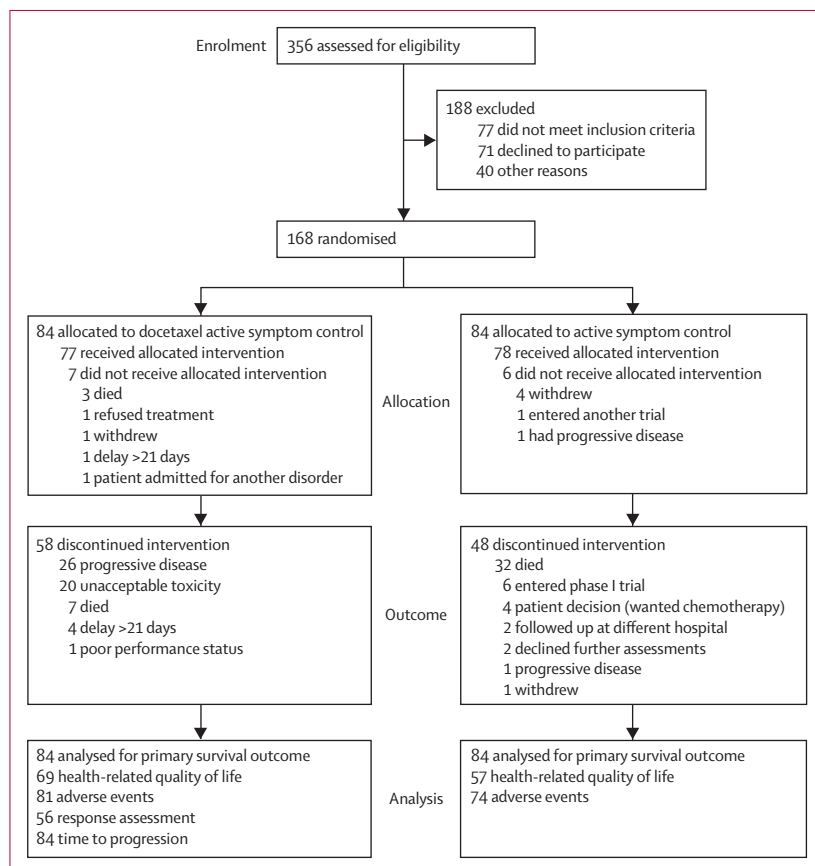 Enrolment
356 assessed for eligibility
188 excluded
77 did not meet inclusion criteria
71 declined to participate
40 other reasons
168 randomised
84 allocated to docetaxel active symptom control
77 received allocated intervention
7 did not receive allocated intervention
3 died
1 refused treatment
1 withdrew
1 delay >21 days
1 patient admitted for another disorder
Allocation
84 allocated to active symptom control
78 received allocated intervention
6 did not receive allocated intervention
4 withdrew
1 entered another trial
1 had progressive disease
58 discontinued intervention
26 progressive disease
20 unacceptable toxicity
7 died
4 delay >21 days
1 poor performance status
Outcome
48 discontinued intervention
32 died
6 entered phase I trial
4 patient decision (wanted chemotherapy)
2 followed up at different hospital
2 declined further assessments
1 progressive disease
1 withdrew
84 analysed for primary survival outcome
69 health-related quality of life
81 adverse events
56 response assessment
84 time to progression
Analysis
84 analysed for primary survival outcome
57 health-related quality of life
74 adverse events